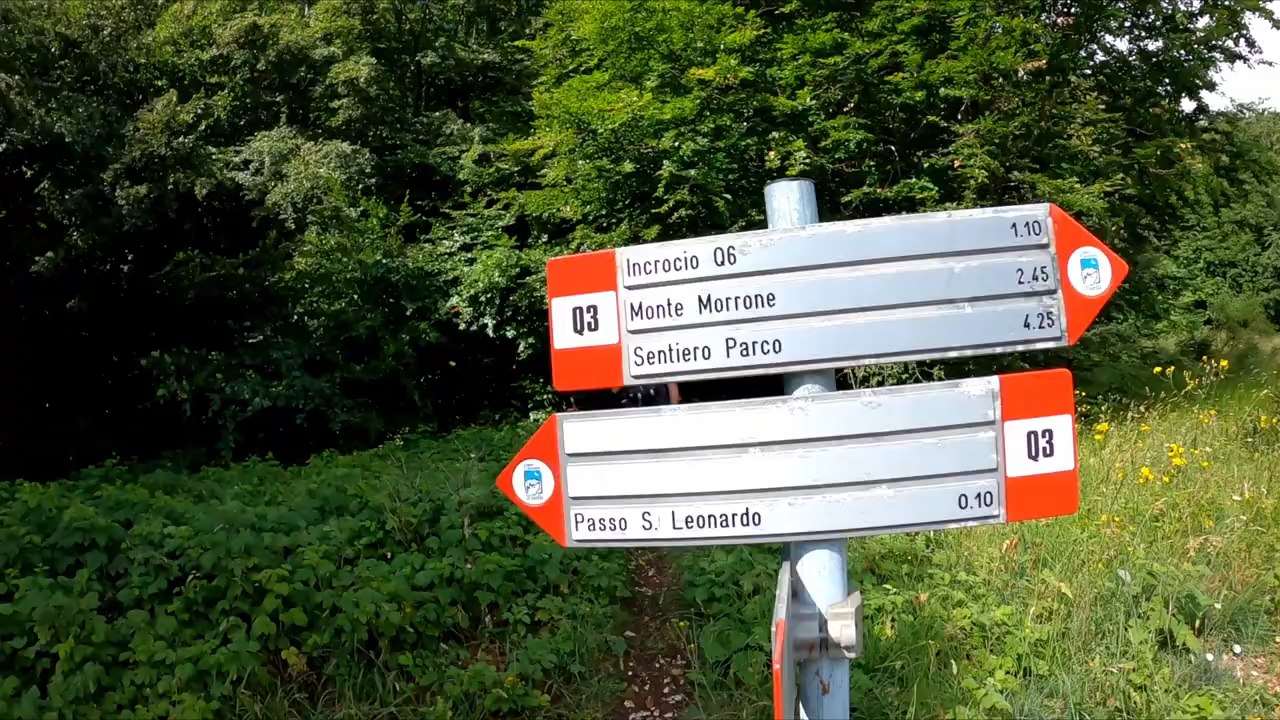 Incrocio Q6 1.10
Q3 Monte Morrone 2.45
Sentiero Parco 4.25
Q3
Passo S. Leonardo 0.10